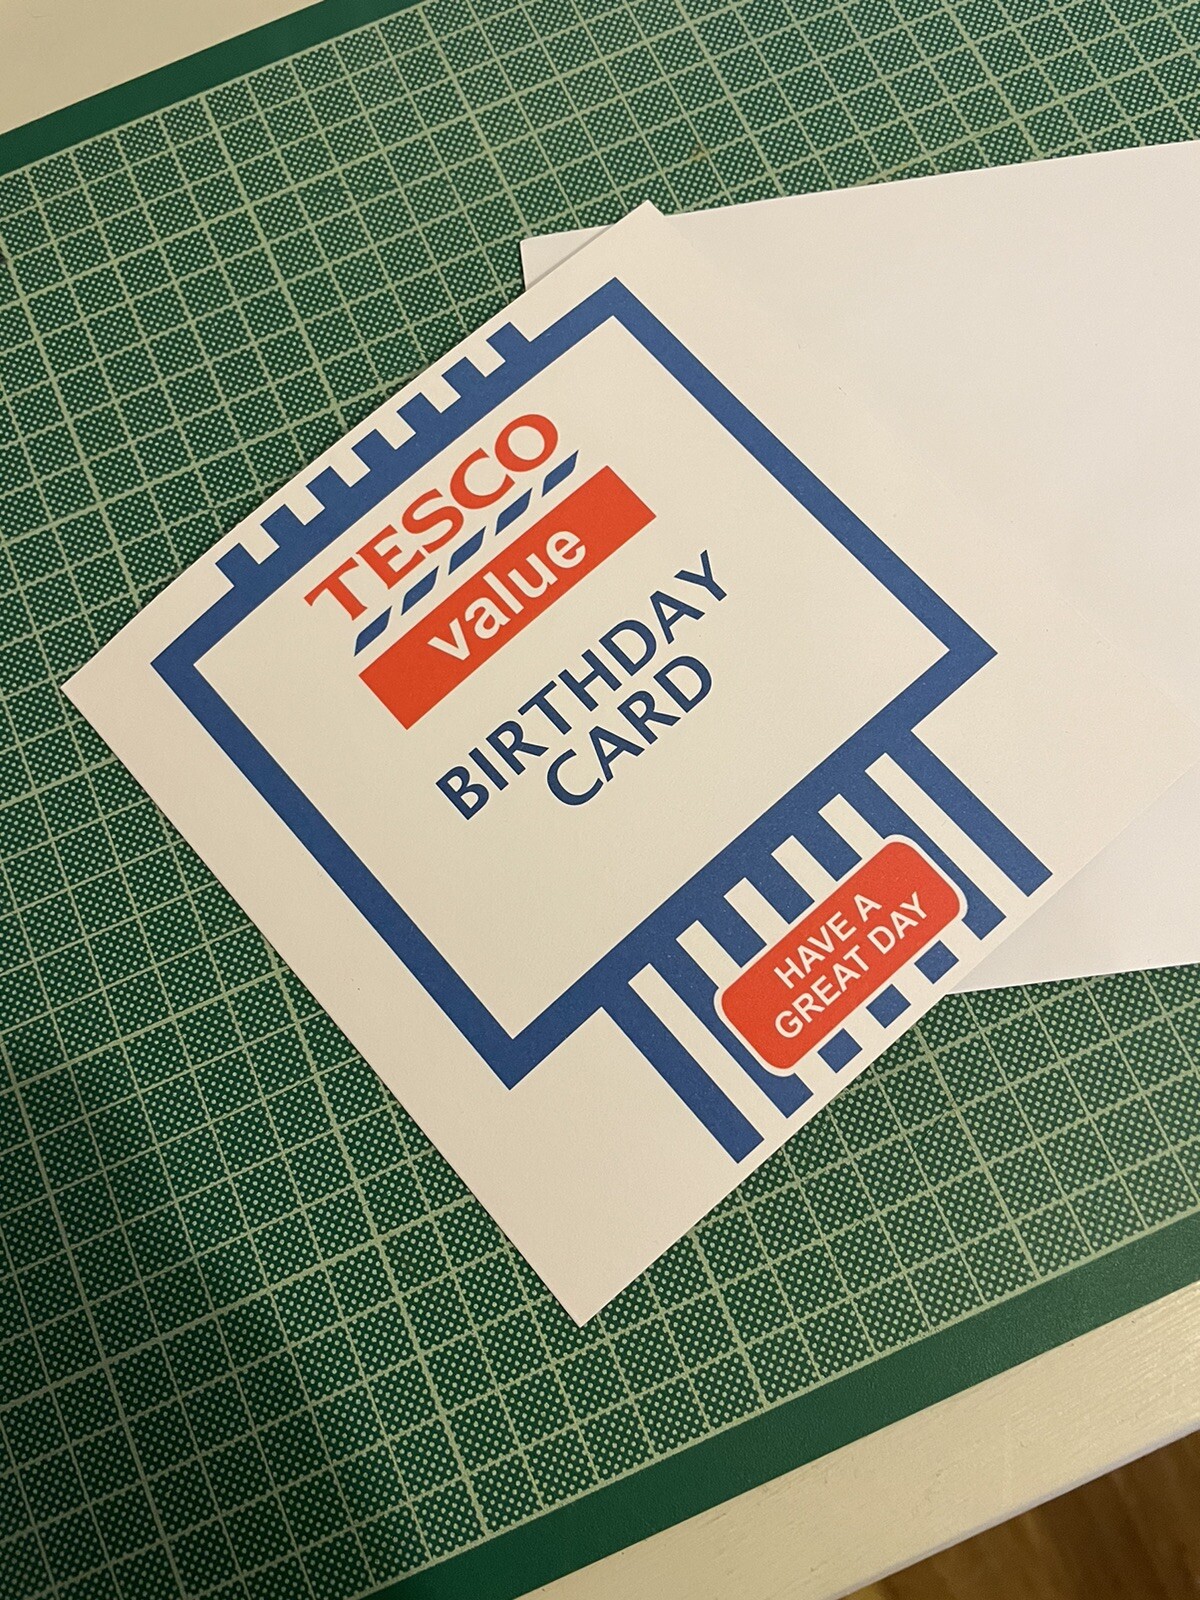 TESCO
value
BIRTHDAY
CARD
HAVE A
GREAT DAY